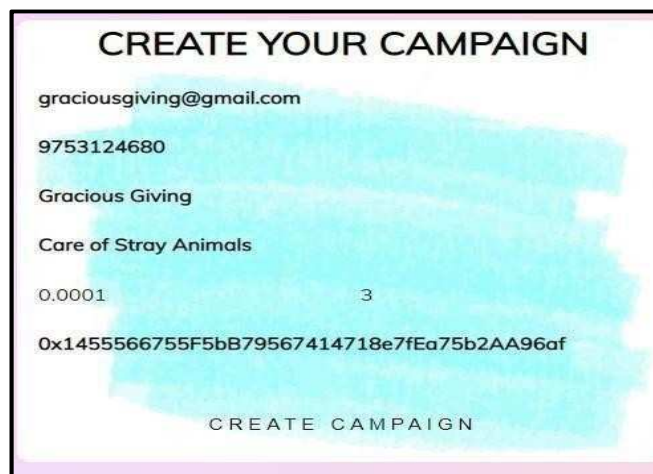 CREATE YOUR CAMPAIGN
graciousgiving@gmail.com
9753124680
Gracious Giving
Care of Stray Animals
0.0001 3
0x1455566755F5bB79567414718e7fEa75b2AA96af
CREATE CAMPAIGN